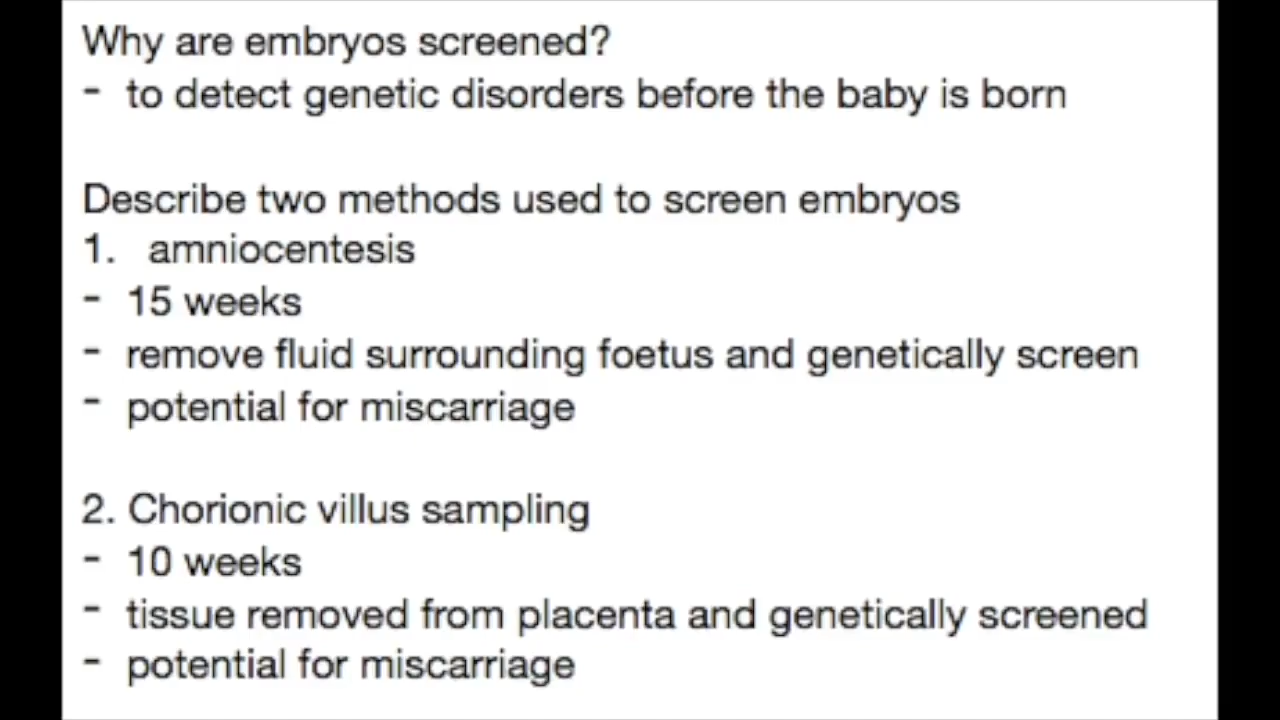 Why are embryos screened?
- to detect genetic disorders before the baby is born
Describe two methods used to screen embryos
1. amniocentesis
- 15 weeks
- remove fluid surrounding foetus and genetically screen
- potential for miscarriage
2. Chorionic villus sampling
- 10 weeks
- tissue removed from placenta and genetically screened
- potential for miscarriage